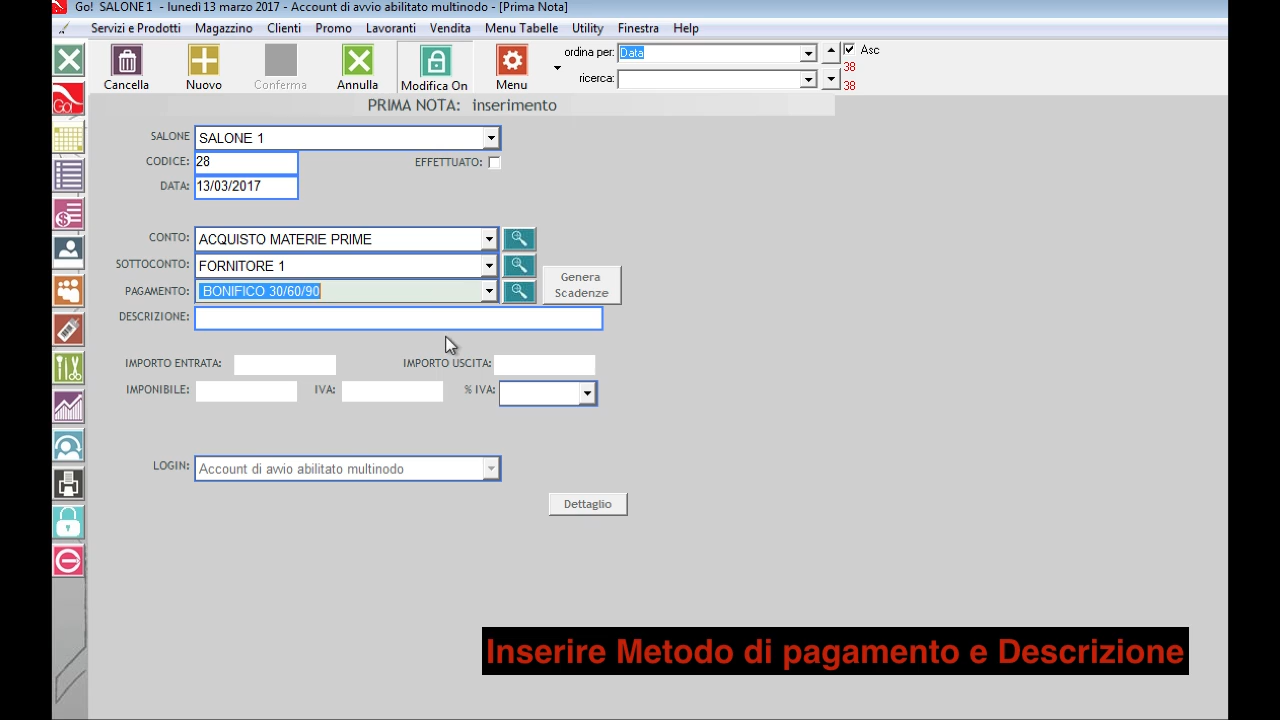 Go! SALONE 1 - lunedì 13 marzo 2017 - Account di avvio abilitato multinodo - [Prima Nota]
Servizi e Prodotti Magazzino Clienti Promo Lavoranti Vendita Menu Tabelle Utility Finestra Help
ordina per: Data Asc
38
ricerca: 38
Cancella Nuovo Conferma Annulla Modifica On Menu
Go!
PRIMA NOTA: inserimento
SALONE SALONE 1
CODICE: 28 EFFETTUATO:
DATA: 13/03/2017
CONTO: ACQUISTO MATERIE PRIME
SOTTOCONTO: FORNITORE 1
PAGAMENTO: BONIFICO 30/60/90
Genera
Scadenze
DESCRIZIONE:
IMPORTO ENTRATA: IMPORTO USCITA:
IMPONIBILE: IVA: % IVA:
LOGIN: Account di avvio abilitato multinodo
Dettaglio
Inserire Metodo di pagamento e Descrizione